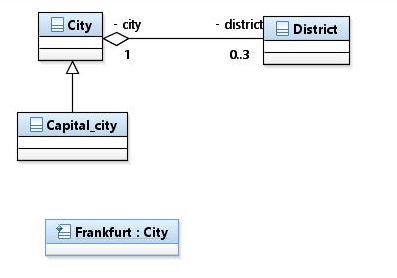 City
- city
- district
District
1
0..3
Capital_city
Frankfurt : City